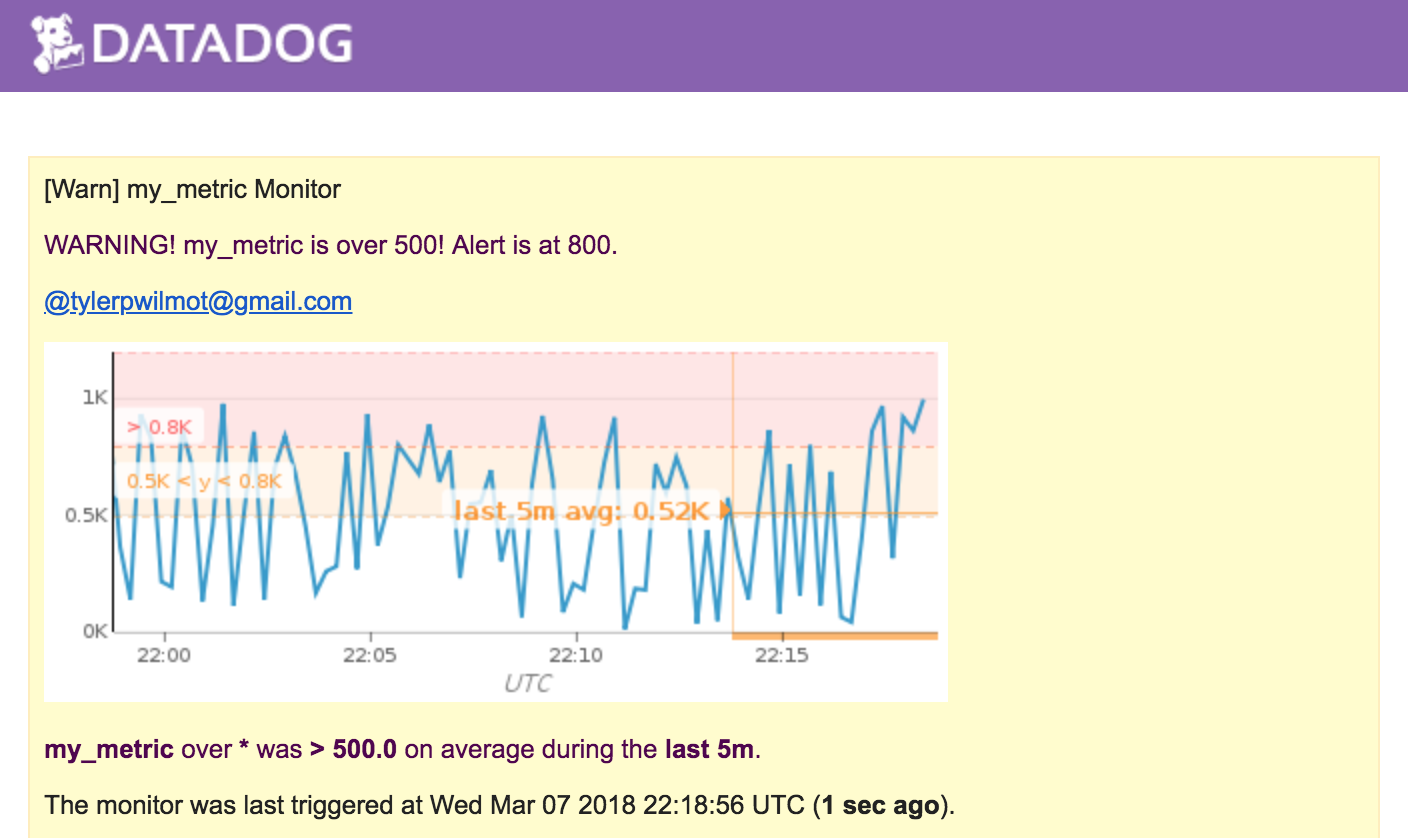 DATADOG
[Warn] my_metric Monitor
WARNING! my_metric is over 500! Alert is at 800.
@tylerpwilmot@gmail.com
1K
> 0.8K
0.5K < y < 0.8K
0.5K
last 5m avg: 0.52K
0K
22:00 22:05 22:10 22:15
UTC
my_metric over * was > 500.0 on average during the last 5m.
The monitor was last triggered at Wed Mar 07 2018 22:18:56 UTC (1 sec ago).